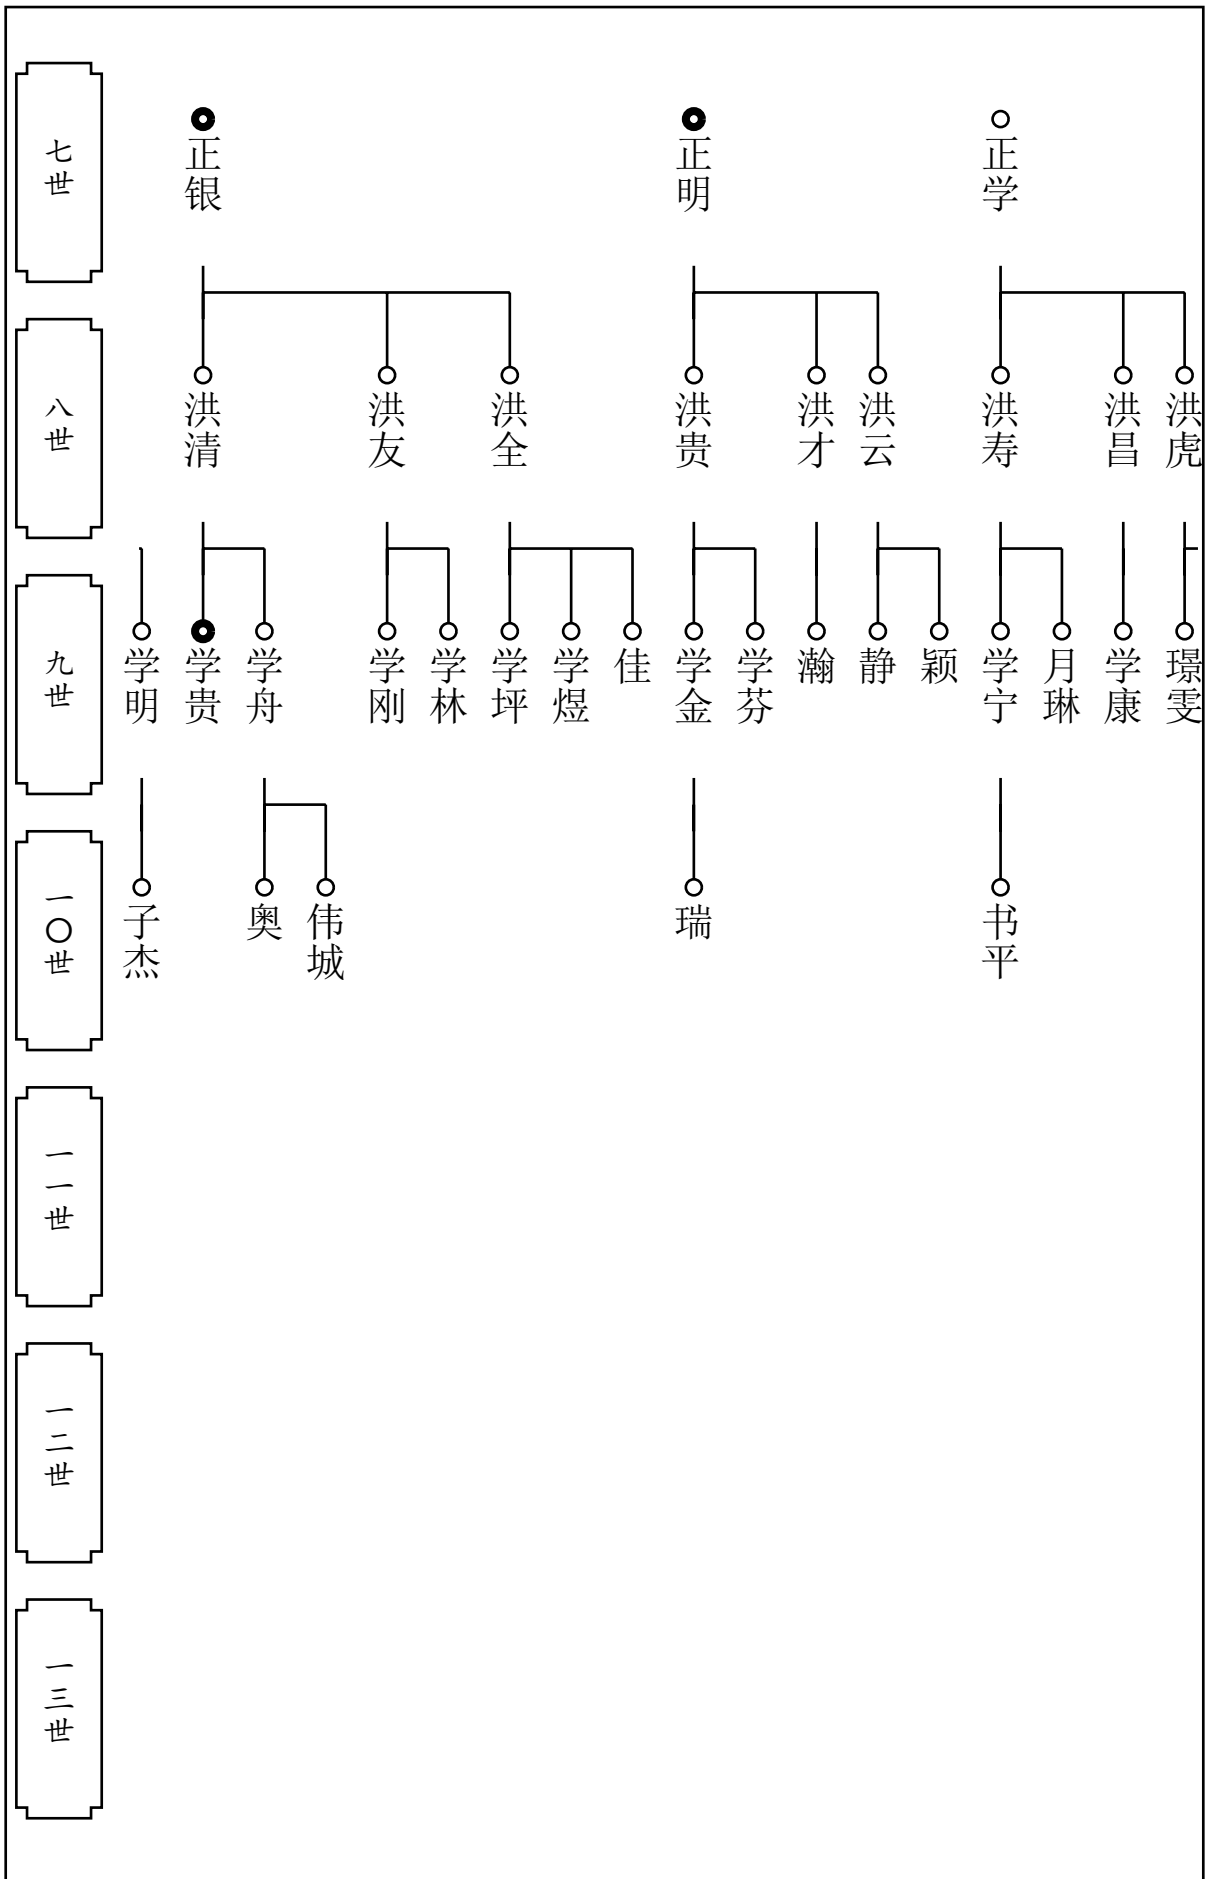 七世
正银
正明
正学
八世
洪清
洪友
洪全
洪贵
洪才
洪云
洪寿
洪昌
洪虎
九世
学明
学贵
学舟
学刚
学林
学坪
学煜
佳
学金
学芬
瀚
静
颖
学宁
月琳
学康
璟雯
一〇世
子杰
奥
伟城
瑞
书平
一一世
一二世
一三世